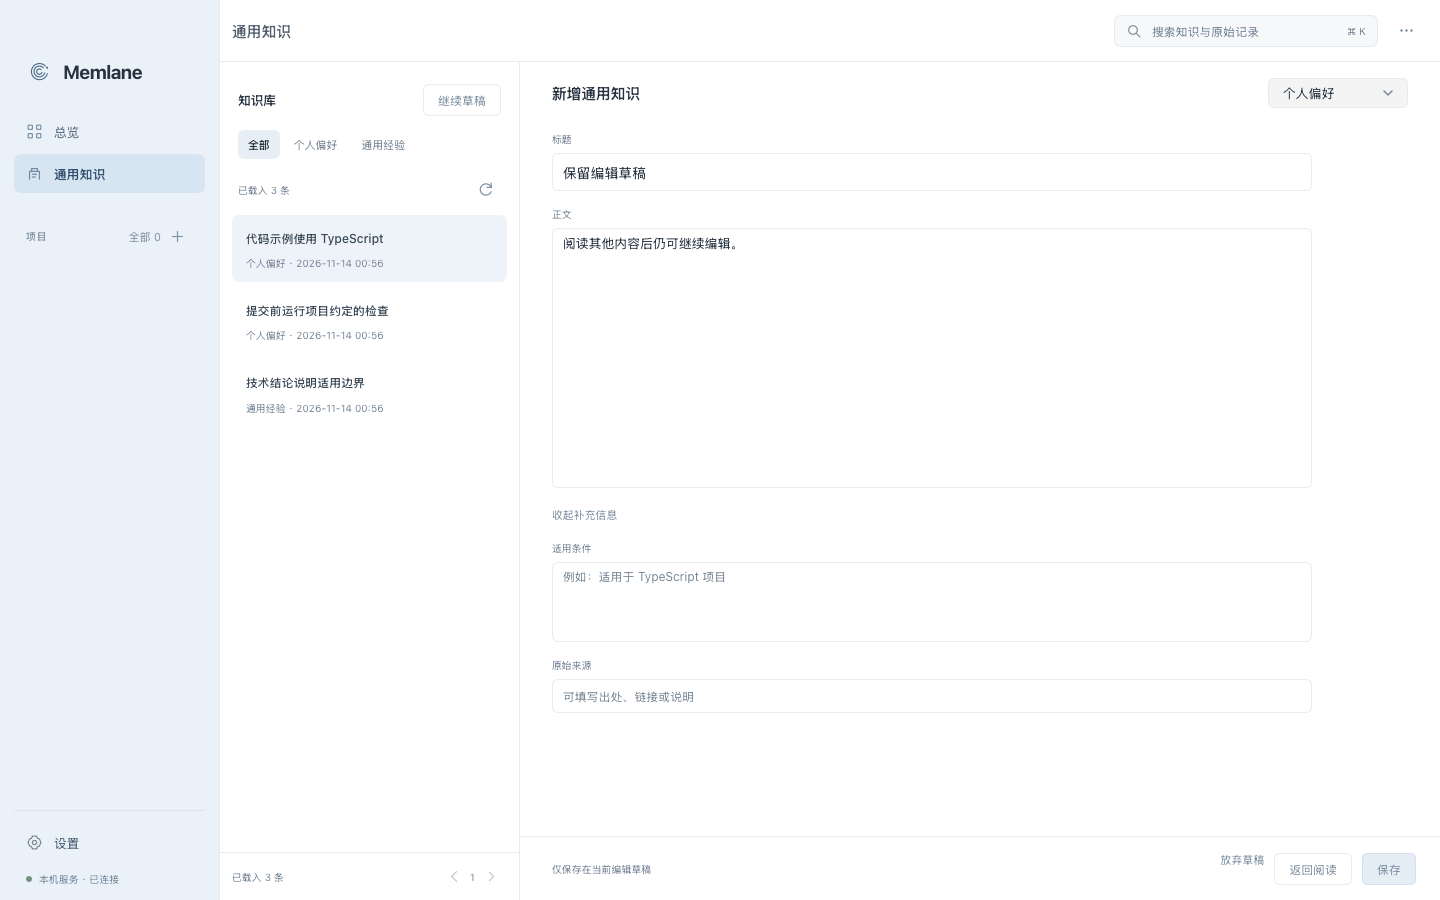 Memlane
总览
通用知识
项目
全部 0
设置
本机服务 · 已连接
通用知识
搜索知识与原始记录
⌘ K
知识库
继续草稿
全部
个人偏好
通用经验
已载入 3 条
代码示例使用 TypeScript
个人偏好 · 2026-11-14 00:56
提交前运行项目约定的检查
个人偏好 · 2026-11-14 00:56
技术结论说明适用边界
通用经验 · 2026-11-14 00:56
已载入 3 条
1
新增通用知识
个人偏好
标题
保留编辑草稿
正文
阅读其他内容后仍可继续编辑。
收起补充信息
适用条件
例如：适用于 TypeScript 项目
原始来源
可填写出处、链接或说明
仅保存在当前编辑草稿
放弃草稿
返回阅读
保存